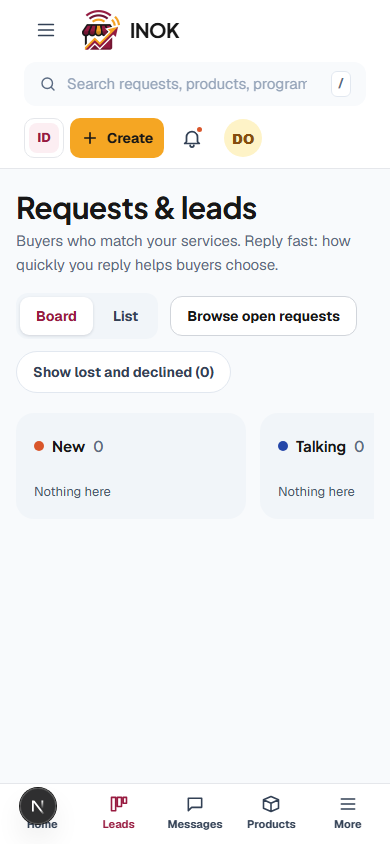 INOK
Search requests, products, program
/
ID
Create
DO
Requests & leads
Buyers who match your services. Reply fast: how
quickly you reply helps buyers choose.
Board
List
Browse open requests
Show lost and declined (0)
New 0
Talking 0
Nothing here
Nothing here
N
Home
Leads
Messages
Products
More